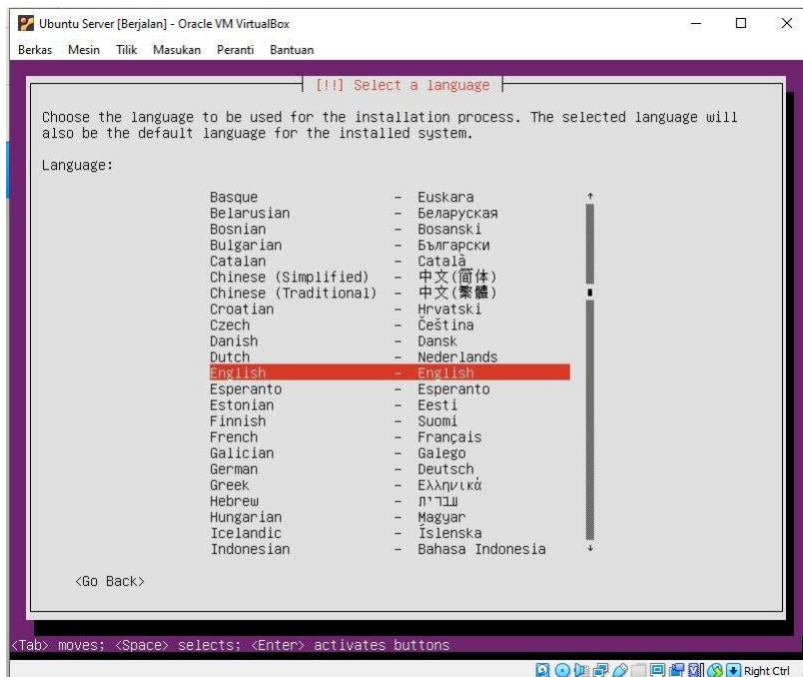 Ubuntu Server [Berjalan] - Oracle VM VirtualBox
Berkas Mesin Tilik Masukan Peranti Bantuan
[!!] Select a language
Choose the language to be used for the installation process. The selected language will
also be the default language for the installed system.
Language:
Basque - Euskara
Belarusian - Беларуская
Bosnian - Bosanski
Bulgarian - Български
Catalan - Català
Chinese (Simplified) - 中文(简体)
Chinese (Traditional) - 中文(繁體)
Croatian - Hrvatski
Czech - Čeština
Danish - Dansk
Dutch - Nederlands
English - English
Esperanto - Esperanto
Estonian - Eesti
Finnish - Suomi
French - Français
Galician - Galego
German - Deutsch
Greek - Ελληνικά
Hebrew - עברית
Hungarian - Magyar
Icelandic - Íslenska
Indonesian - Bahasa Indonesia
<Go Back>
<Tab> moves; <Space> selects; <Enter> activates buttons
Right Ctrl